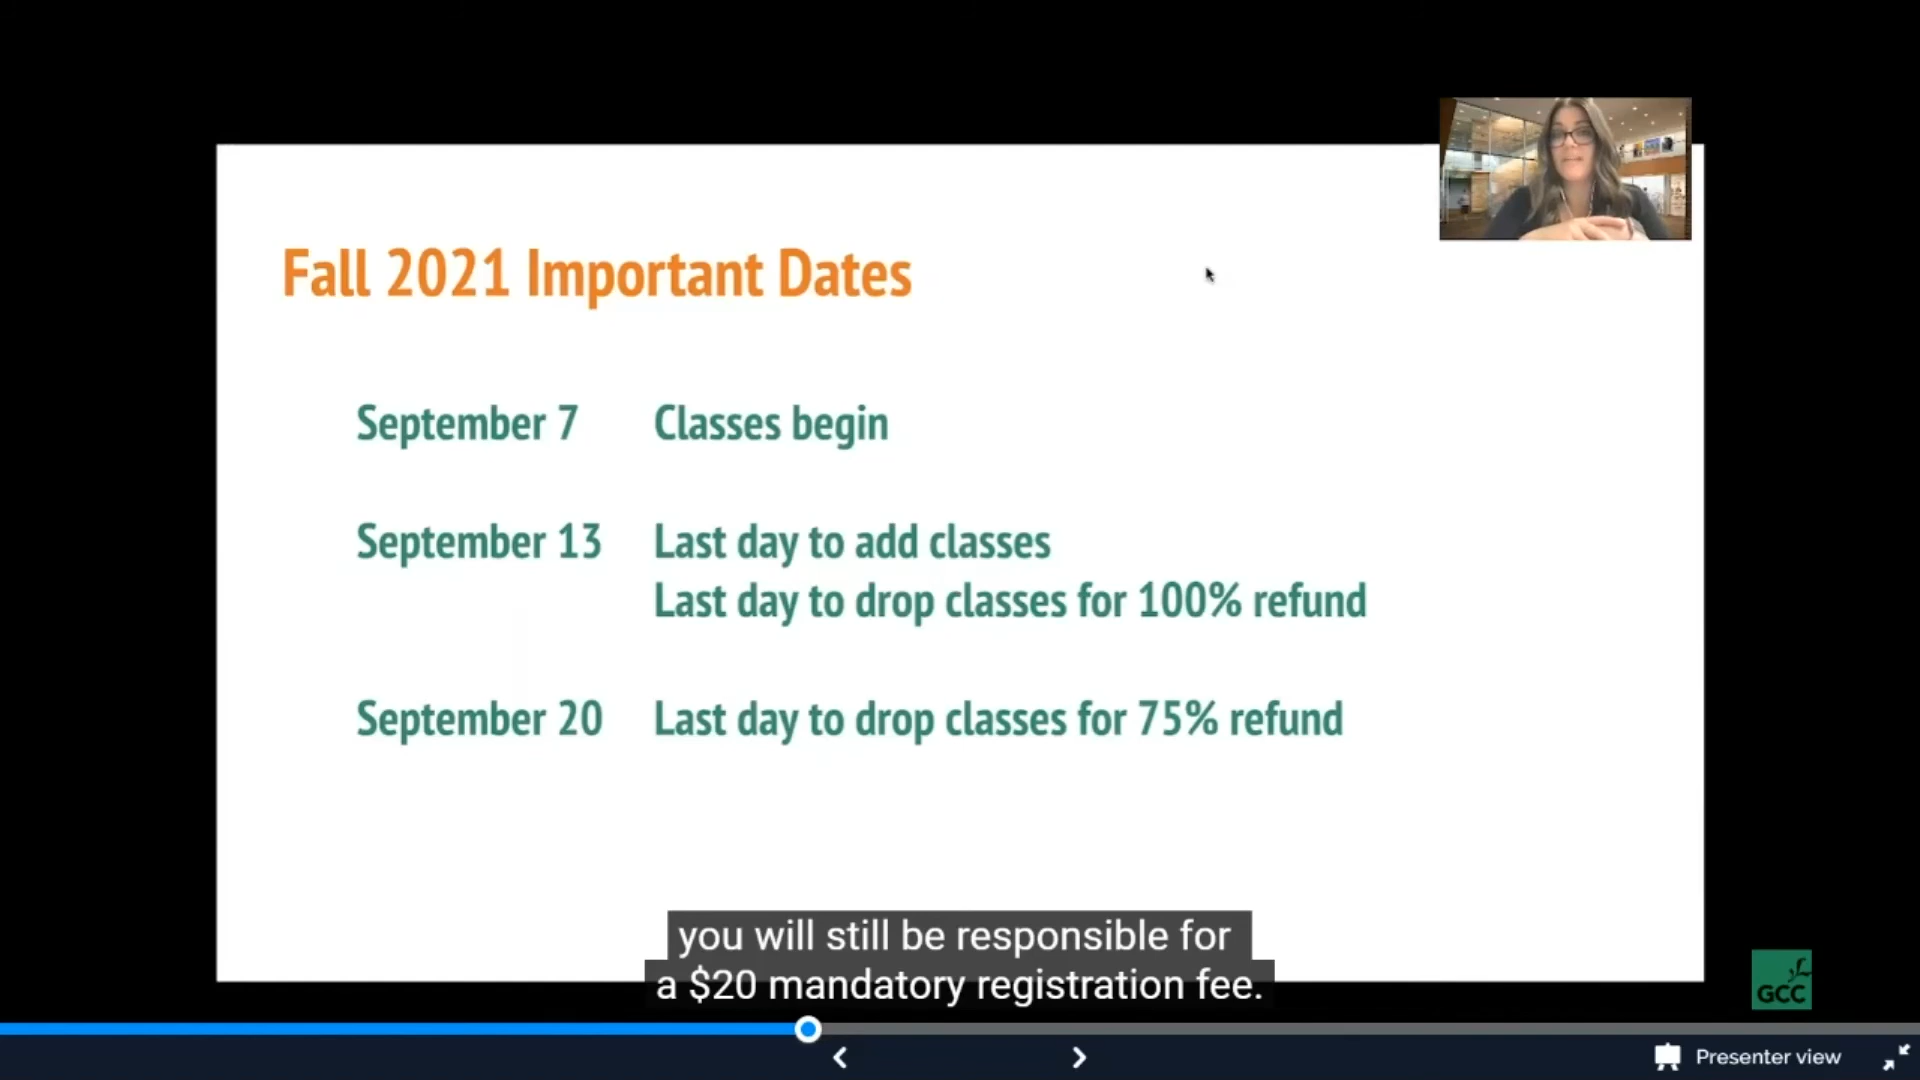 Fall 2021 Important Dates
September 7 Classes begin
September 13 Last day to add classes
Last day to drop classes for 100% refund
September 20 Last day to drop classes for 75% refund
you will still be responsible for
a $20 mandatory registration fee.
GCC
Presenter view